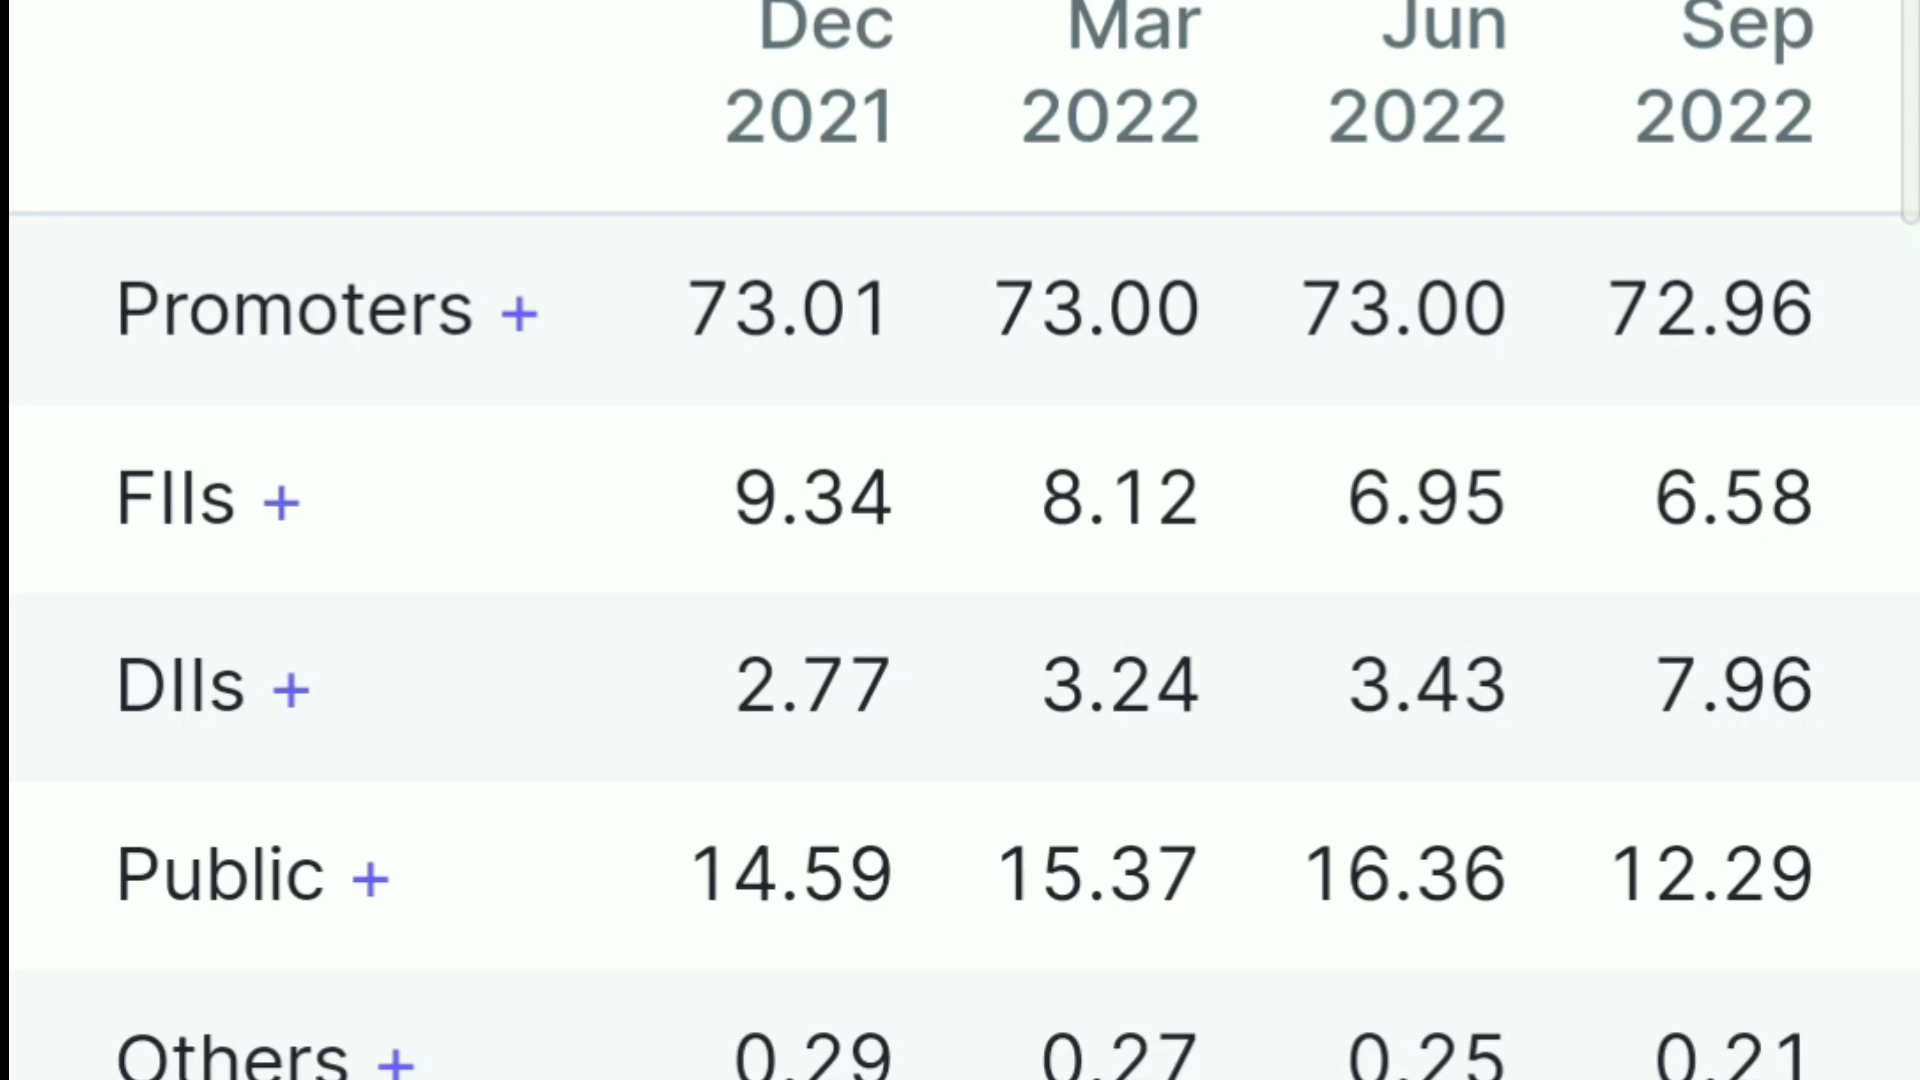 Dec Mar Jun Sep
2021 2022 2022 2022
Promoters + 73.01 73.00 73.00 72.96
FIIs + 9.34 8.12 6.95 6.58
DIIs + 2.77 3.24 3.43 7.96
Public + 14.59 15.37 16.36 12.29
Others + 0.29 0.27 0.25 0.21